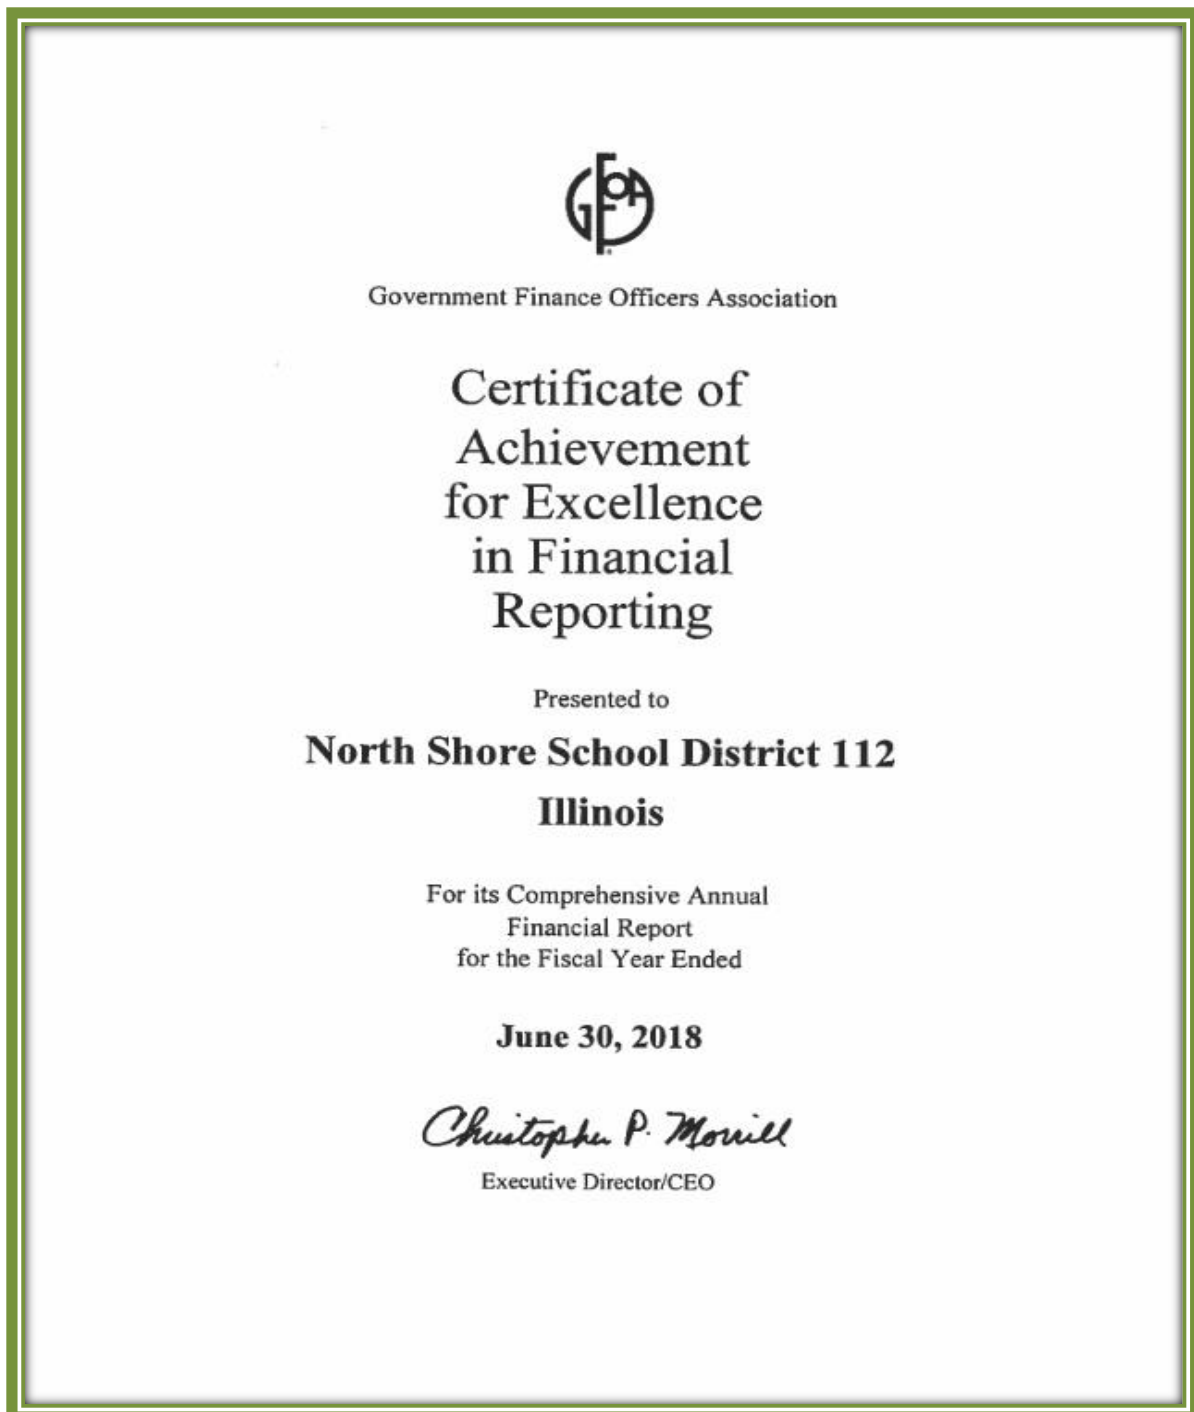 GFOA
Government Finance Officers Association
Certificate of
Achievement
for Excellence
in Financial
Reporting
Presented to
North Shore School District 112
Illinois
For its Comprehensive Annual
Financial Report
for the Fiscal Year Ended
June 30, 2018
Christopher P. Morrill
Executive Director/CEO